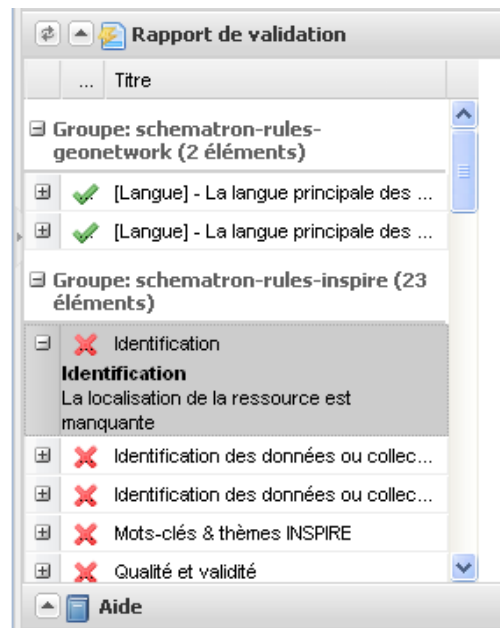 Rapport de validation
... Titre
Groupe: schematron-rules-
geonetwork (2 éléments)
[Langue] - La langue principale des ...
[Langue] - La langue principale des ...
Groupe: schematron-rules-inspire (23
éléments)
Identification
Identification
La localisation de la ressource est
manquante
Identification des données ou collec...
Identification des données ou collec...
Mots-clés & thèmes INSPIRE
Qualité et validité
Aide